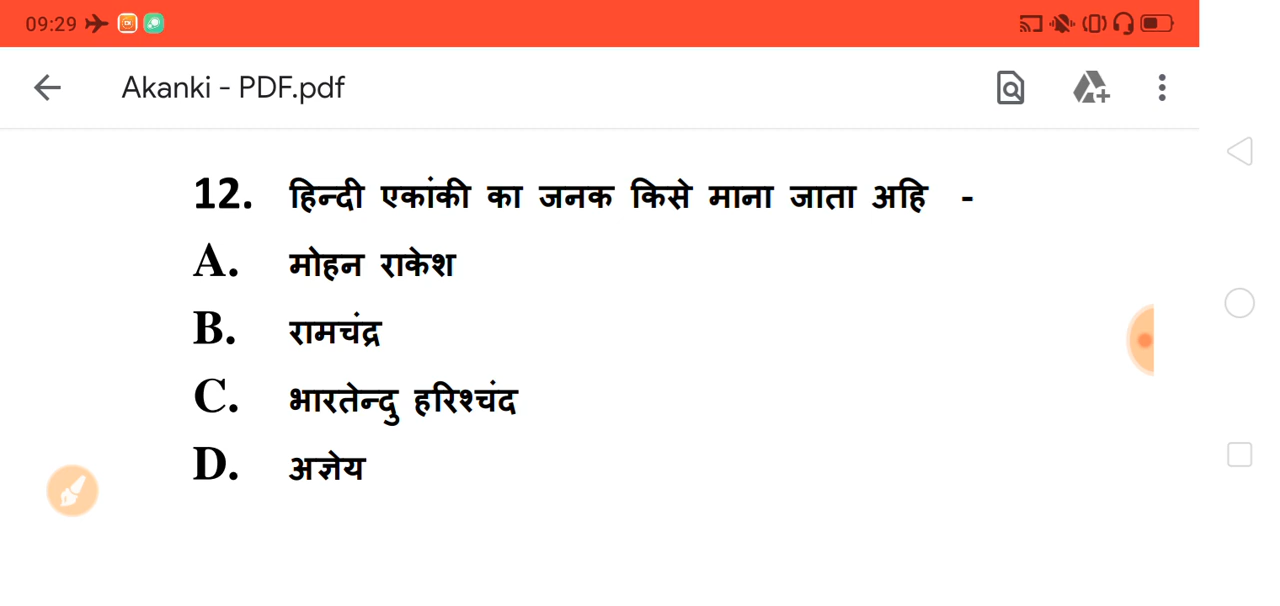 09:29
Akanki - PDF.pdf
12. हिन्दी एकांकी का जनक किसे माना जाता अहि -
A. मोहन राकेश
B. रामचंद्र
C. भारतेन्दु हरिश्चंद
D. अज्ञेय